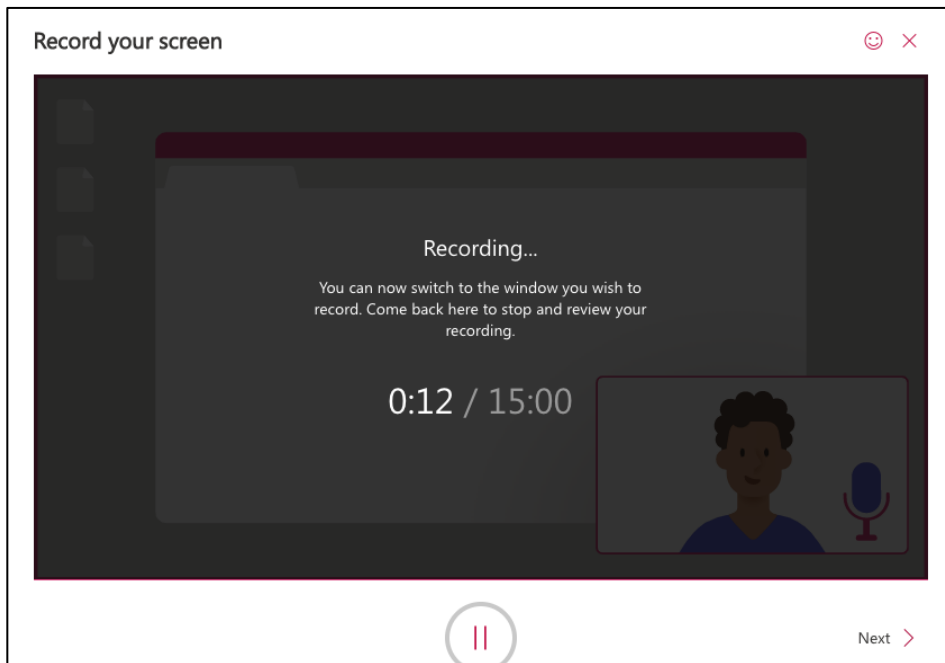 Record your screen
Recording...
You can now switch to the window you wish to
record. Come back here to stop and review your
recording.
0:12 / 15:00
Next